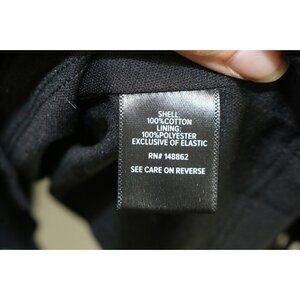 SHELL:
100%COTTON
LINING:
100%POLYESTER
EXCLUSIVE OF ELASTIC
RN# 148862
SEE CARE ON REVERSE